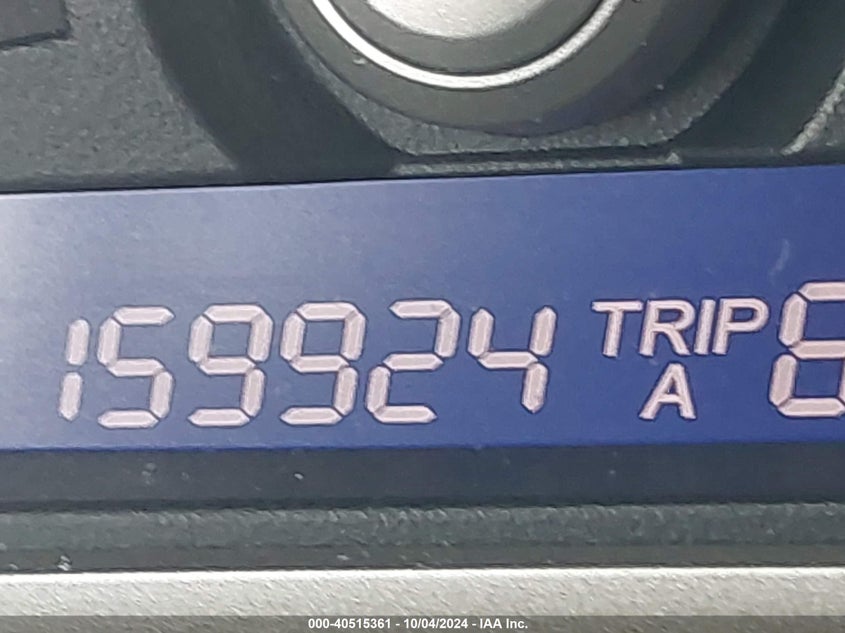 159924 TRIP
A
000-40515361 - 10/04/2024 - IAA Inc.